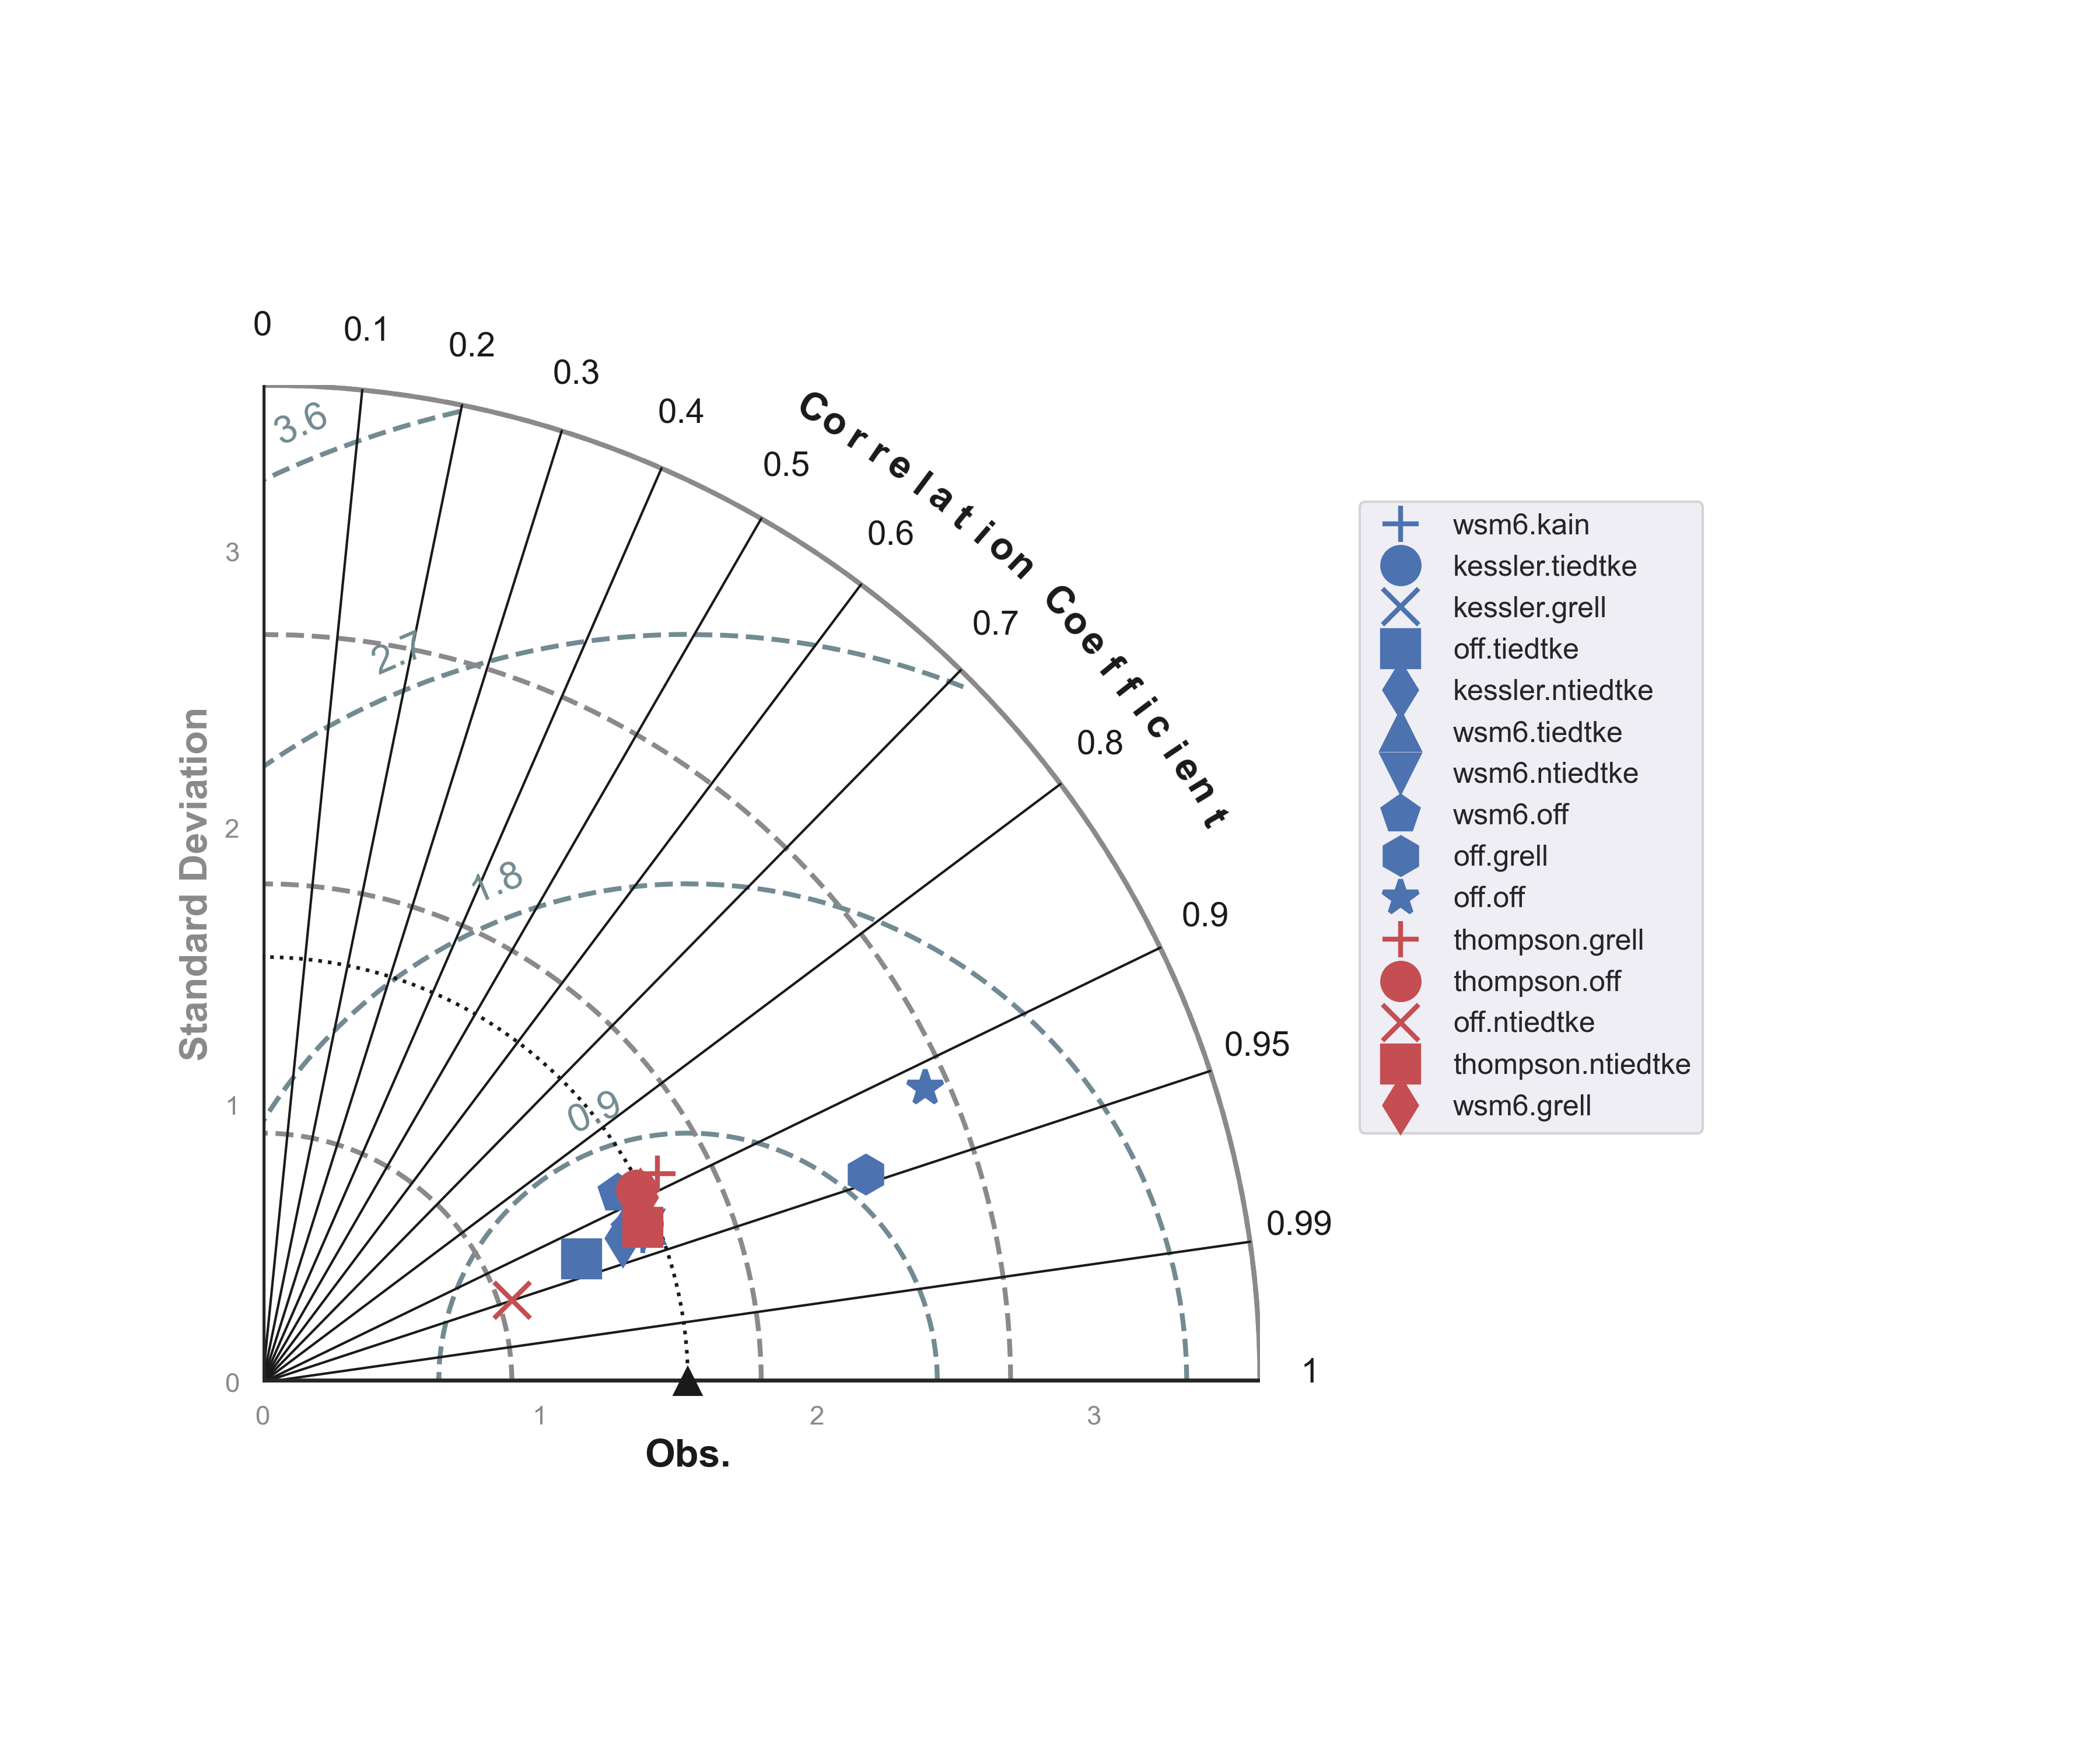 0
0.1
0.2
0.3
0.4
0.5
0.6
0.7
0.8
0.9
0.95
0.99
1
Correlation Coefficient
3.6
2.7
1.8
0.9
Standard Deviation
3
2
1
0
0
1
2
3
Obs.
wsm6.kain
kessler.tiedtke
kessler.grell
off.tiedtke
kessler.ntiedtke
wsm6.tiedtke
wsm6.ntiedtke
wsm6.off
off.grell
off.off
thompson.grell
thompson.off
off.ntiedtke
thompson.ntiedtke
wsm6.grell